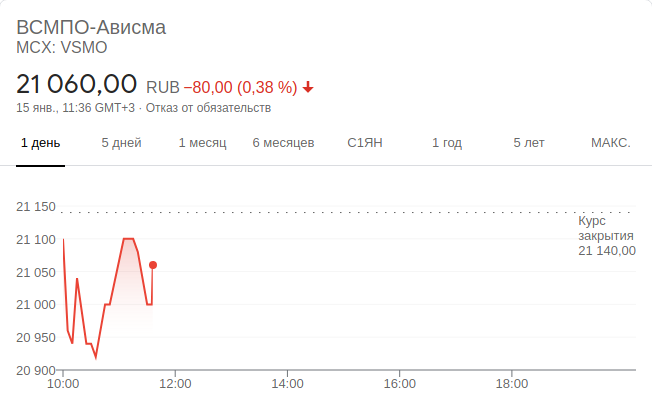 ВСМПО-Ависма
MCX: VSMO
21 060,00 RUB −80,00 (0,38 %)
15 янв., 11:36 GMT+3 · Отказ от обязательств
1 день 5 дней 1 месяц 6 месяцев С1ЯН 1 год 5 лет МАКС.
21 150
Курс
закрытия
21 140,00
21 100
21 050
21 000
20 950
20 900
10:00 12:00 14:00 16:00 18:00